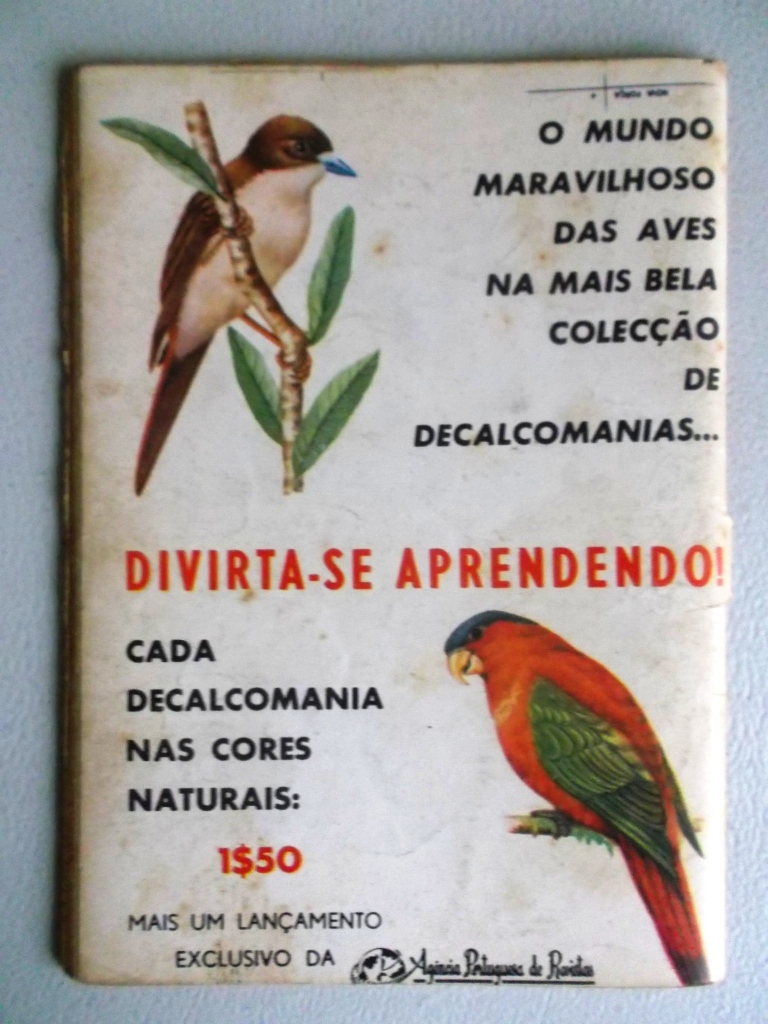 O MUNDO
MARAVILHOSO
DAS AVES
NA MAIS BELA
COLECÇÃO
DE
DECALCOMANIAS...
DIVIRTA-SE APRENDENDO!
CADA
DECALCOMANIA
NAS CORES
NATURAIS:
1$50
MAIS UM LANÇAMENTO
EXCLUSIVO DA Agência Portuguesa de Revistas